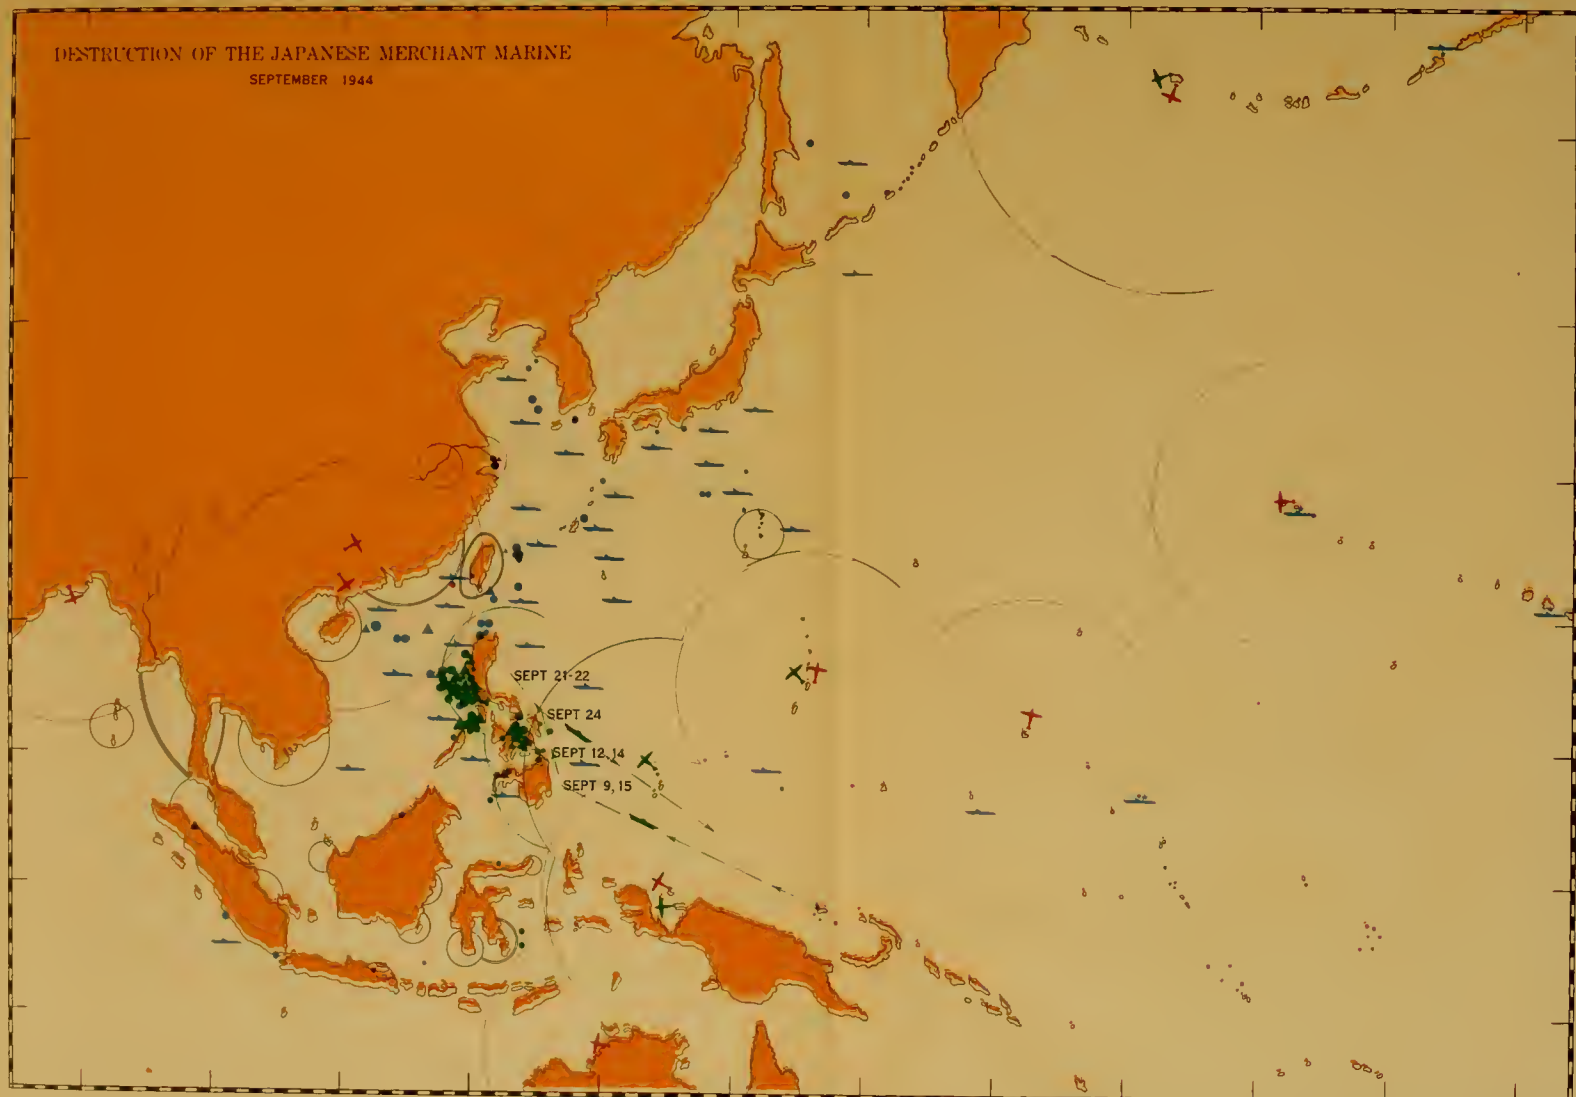 DESTRUCTION OF THE JAPANESE MERCHANT MARINE
SEPTEMBER 1944
SEPT 21-22
SEPT 24
SEPT 12, 14
SEPT 9, 15